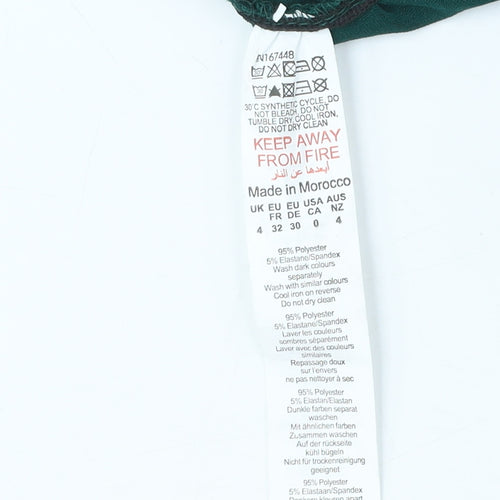 AI167448
30°C SYNTHETIC CYCLE, DO
NOT BLEACH, DO NOT
TUMBLE DRY, COOL IRON,
DO NOT DRY CLEAN
KEEP AWAY
FROM FIRE
أبعدها عن النار
Made in Morocco
UK EU EU USA AUS
FR DE CA NZ
4 32 30 0 4
95% Polyester
5% Elastane/Spandex
Wash dark colours
separately
Wash with similar colours
Cool iron on reverse
Do not dry clean
95% Polyester
5% Elastane/Spandex
Laver les couleurs
sombres séparément
Laver avec des couleurs
similaires
Repassage doux
sur l'envers
ne pas nettoyer à sec
95% Polyester
5% Elastan/Elastan
Dunkle farben separat
waschen
Mit ähnlichen farben
Zusammen waschen
Auf der rückseite
kühl bügeln
Nicht für trockenreinigung
geeignet
95% Polyester
5% Elastaan/Spandex